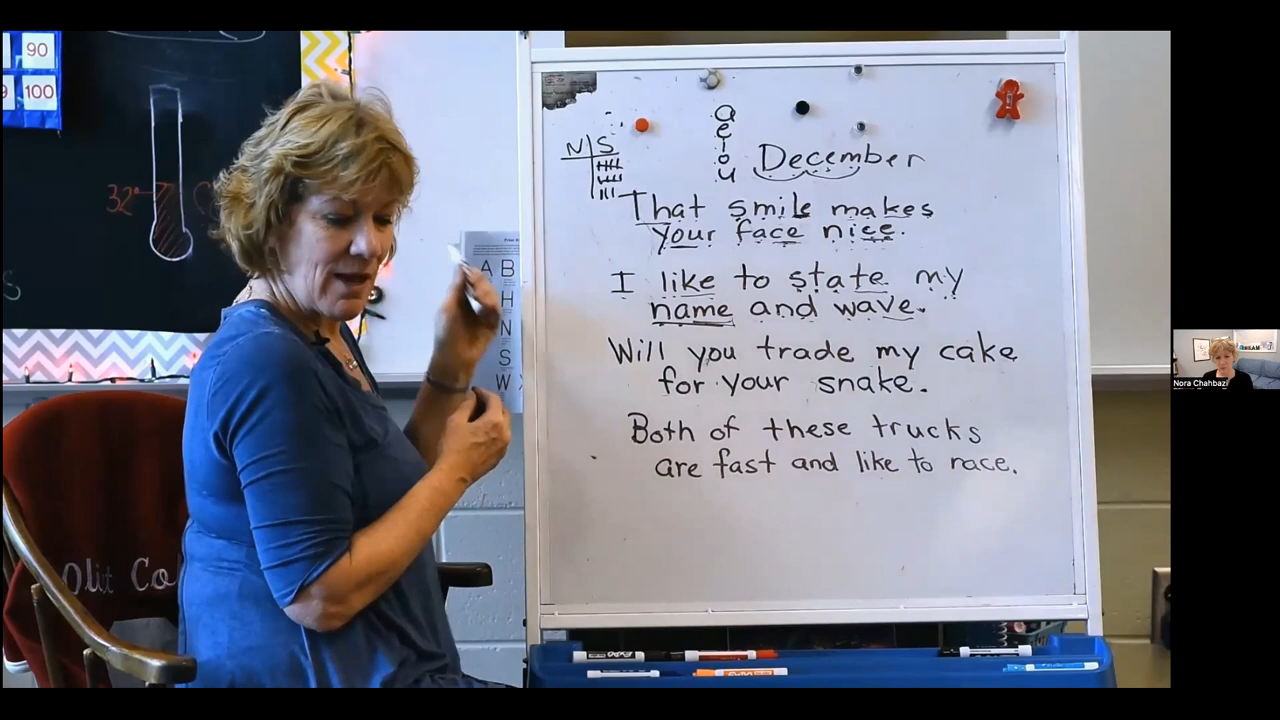 90
9 100
32°
N S
a
e
i
o
u
December
That smile makes
your face nice.
I like to state my
name and wave.
Will you trade my cake
for your snake.
Both of these trucks
are fast and like to race.
A B
H
N
S
W X
Nora Chahbazi